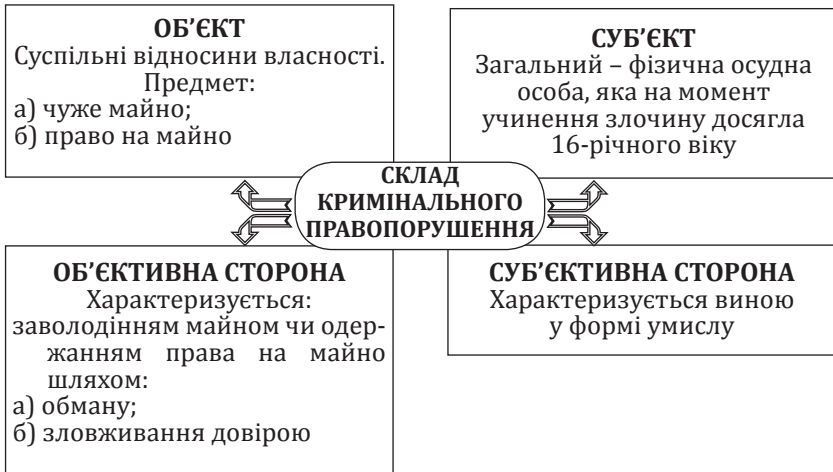 ОБ’ЄКТ
Суспільні відносини власності.
Предмет:
а) чуже майно;
б) право на майно
СУБ’ЄКТ
Загальний – фізична осудна
особа, яка на момент
учинення злочину досягла
16-річного віку
СКЛАД
КРИМІНАЛЬНОГО
ПРАВОПОРУШЕННЯ
ОБ’ЄКТИВНА СТОРОНА
Характеризується:
заволодінням майном чи одер-
жанням права на майно
шляхом:
а) обману;
б) зловживання довірою
СУБ’ЄКТИВНА СТОРОНА
Характеризується виною
у формі умислу